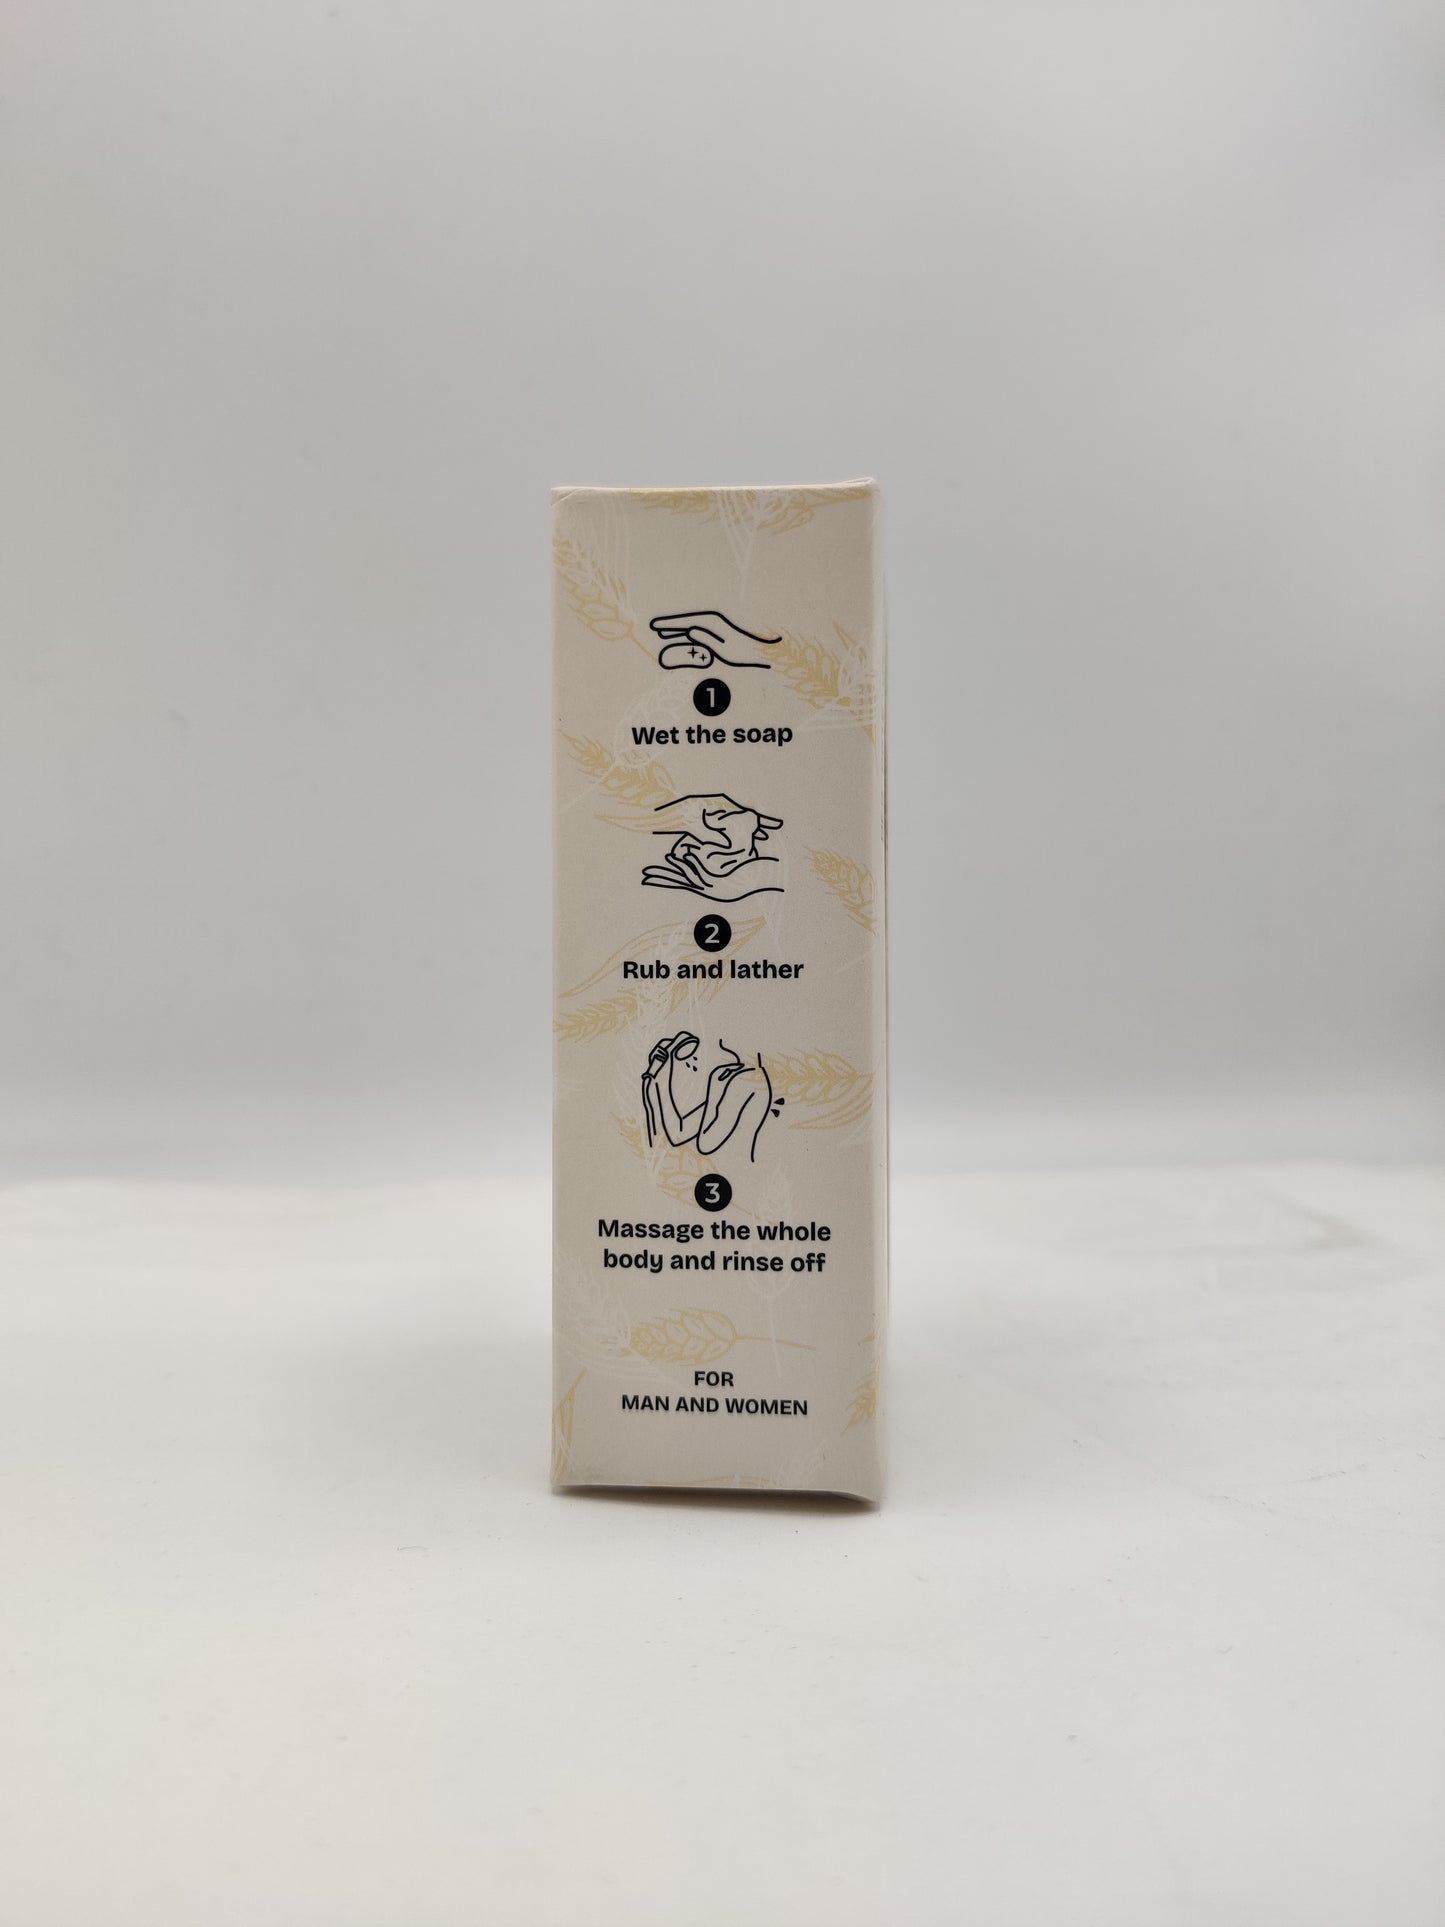 1
Wet the soap
2
Rub and lather
3
Massage the whole
body and rinse off
FOR
MAN AND WOMEN